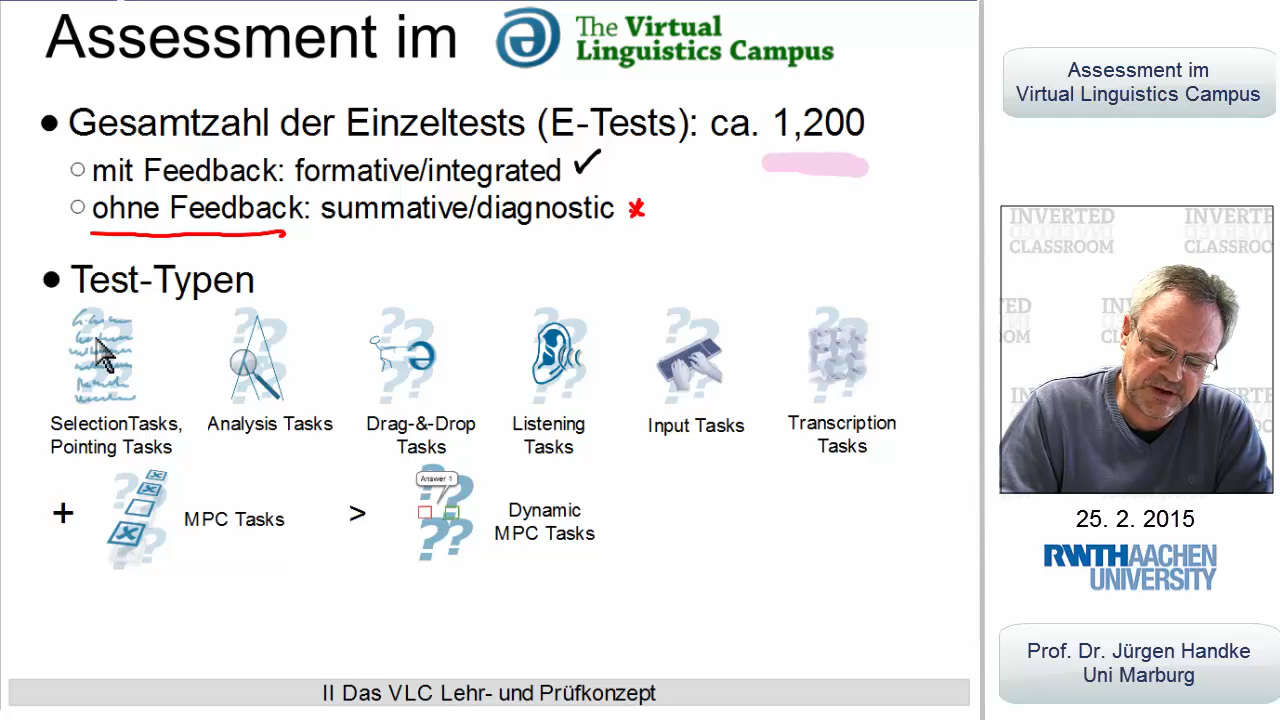 Assessment im
The Virtual
Linguistics Campus
● Gesamtzahl der Einzeltests (E-Tests): ca. 1,200
○ mit Feedback: formative/integrated ✓
○ ohne Feedback: summative/diagnostic
● Test-Typen
SelectionTasks,
Pointing Tasks
Analysis Tasks
Drag-&-Drop
Tasks
Listening
Tasks
Input Tasks
Transcription
Tasks
+
MPC Tasks
>
Answer 1
Dynamic
MPC Tasks
II Das VLC Lehr- und Prüfkonzept
Assessment im
Virtual Linguistics Campus
INVERTED
CLASSROOM
INVERTED
CLASSROOM
25. 2. 2015
RWTHAACHEN
UNIVERSITY
Prof. Dr. Jürgen Handke
Uni Marburg